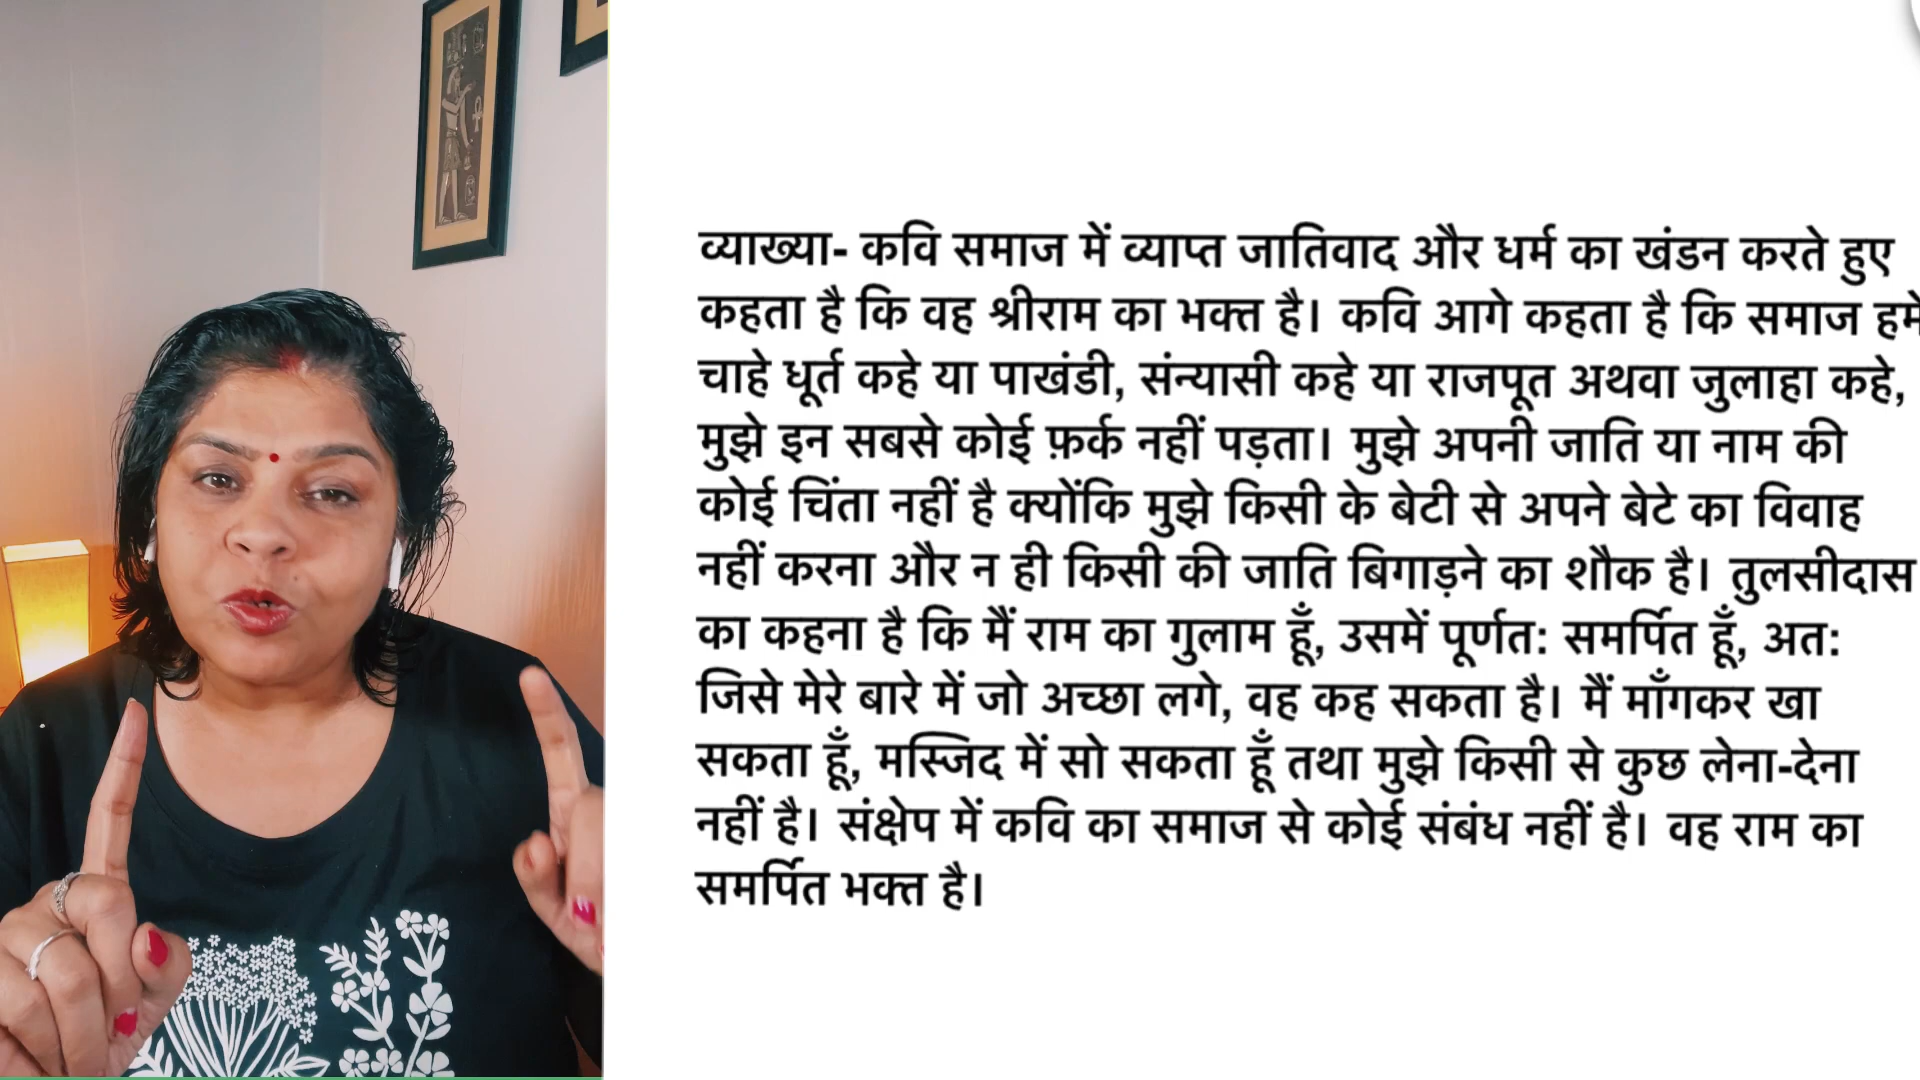 व्याख्या- कवि समाज में व्याप्त जातिवाद और धर्म का खंडन करते हुए
कहता है कि वह श्रीराम का भक्त है। कवि आगे कहता है कि समाज हमें
चाहे धूर्त कहे या पाखंडी, संन्यासी कहे या राजपूत अथवा जुलाहा कहे,
मुझे इन सबसे कोई फ़र्क नहीं पड़ता। मुझे अपनी जाति या नाम की
कोई चिंता नहीं है क्योंकि मुझे किसी के बेटी से अपने बेटे का विवाह
नहीं करना और न ही किसी की जाति बिगाड़ने का शौक है। तुलसीदास
का कहना है कि मैं राम का गुलाम हूँ, उसमें पूर्णत: समर्पित हूँ, अत:
जिसे मेरे बारे में जो अच्छा लगे, वह कह सकता है। मैं माँगकर खा
सकता हूँ, मस्जिद में सो सकता हूँ तथा मुझे किसी से कुछ लेना-देना
नहीं है। संक्षेप में कवि का समाज से कोई संबंध नहीं है। वह राम का
समर्पित भक्त है।